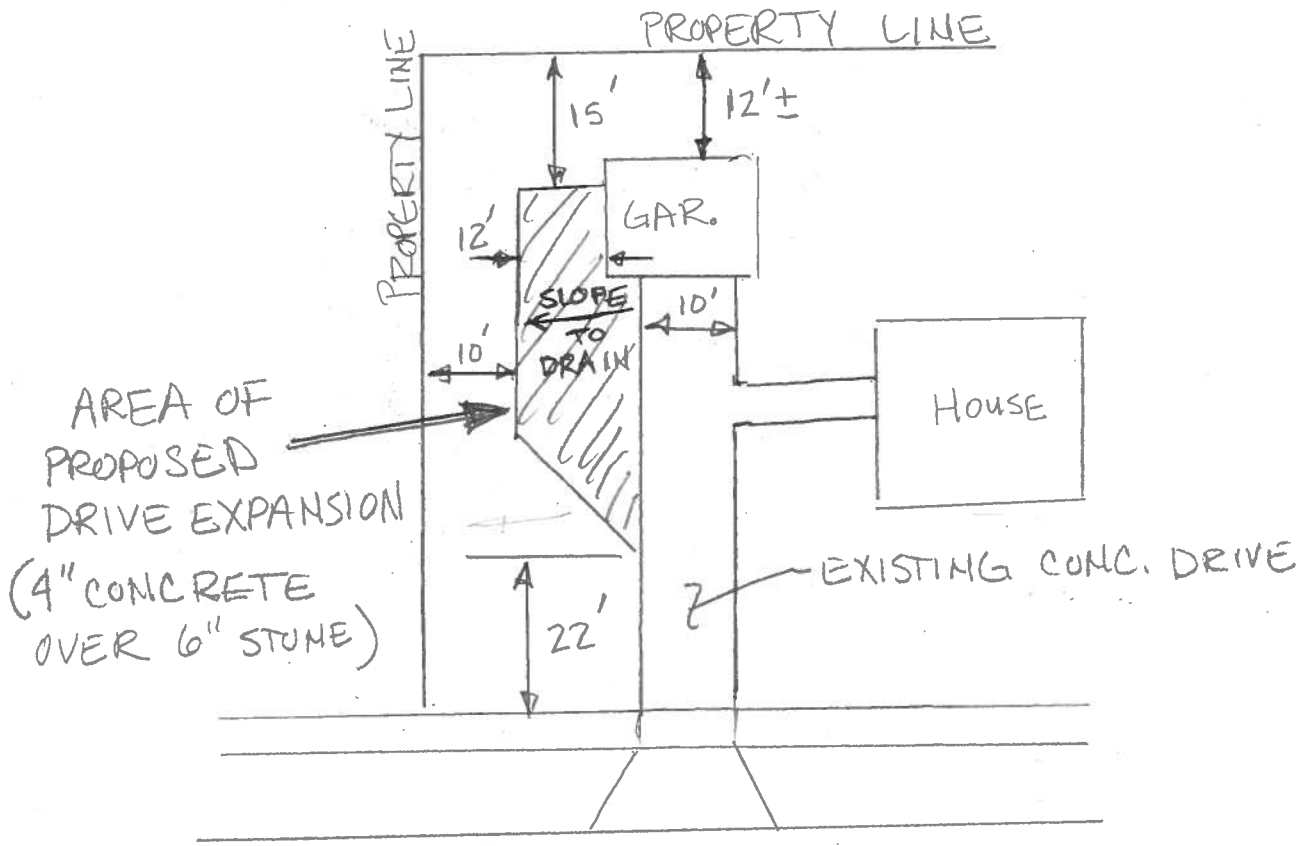 PROPERTY LINE
PROPERTY LINE
15'
12'±
GAR.
12'
SLOPE
TO
DRAIN
10'
10'
HOUSE
AREA OF
PROPOSED
DRIVE EXPANSION
(4" CONCRETE
OVER 6" STONE)
EXISTING CONC. DRIVE
22'